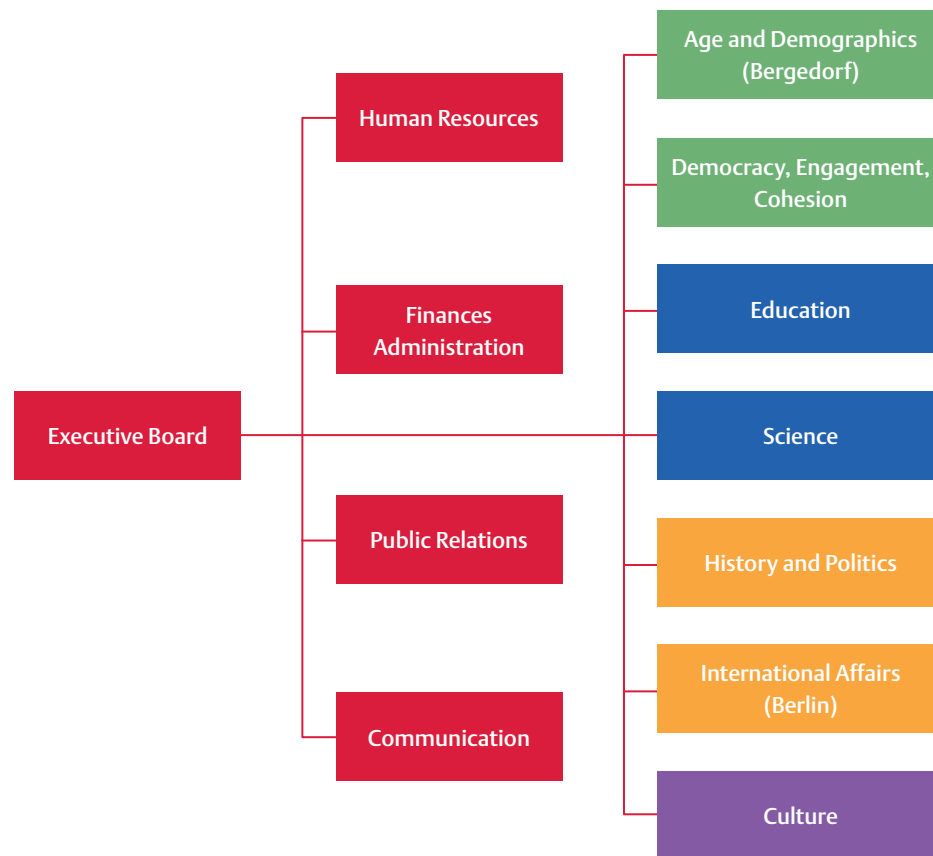 Executive Board
Human Resources
Finances
Administration
Public Relations
Communication
Age and Demographics
(Bergedorf)
Democracy, Engagement,
Cohesion
Education
Science
History and Politics
International Affairs
(Berlin)
Culture